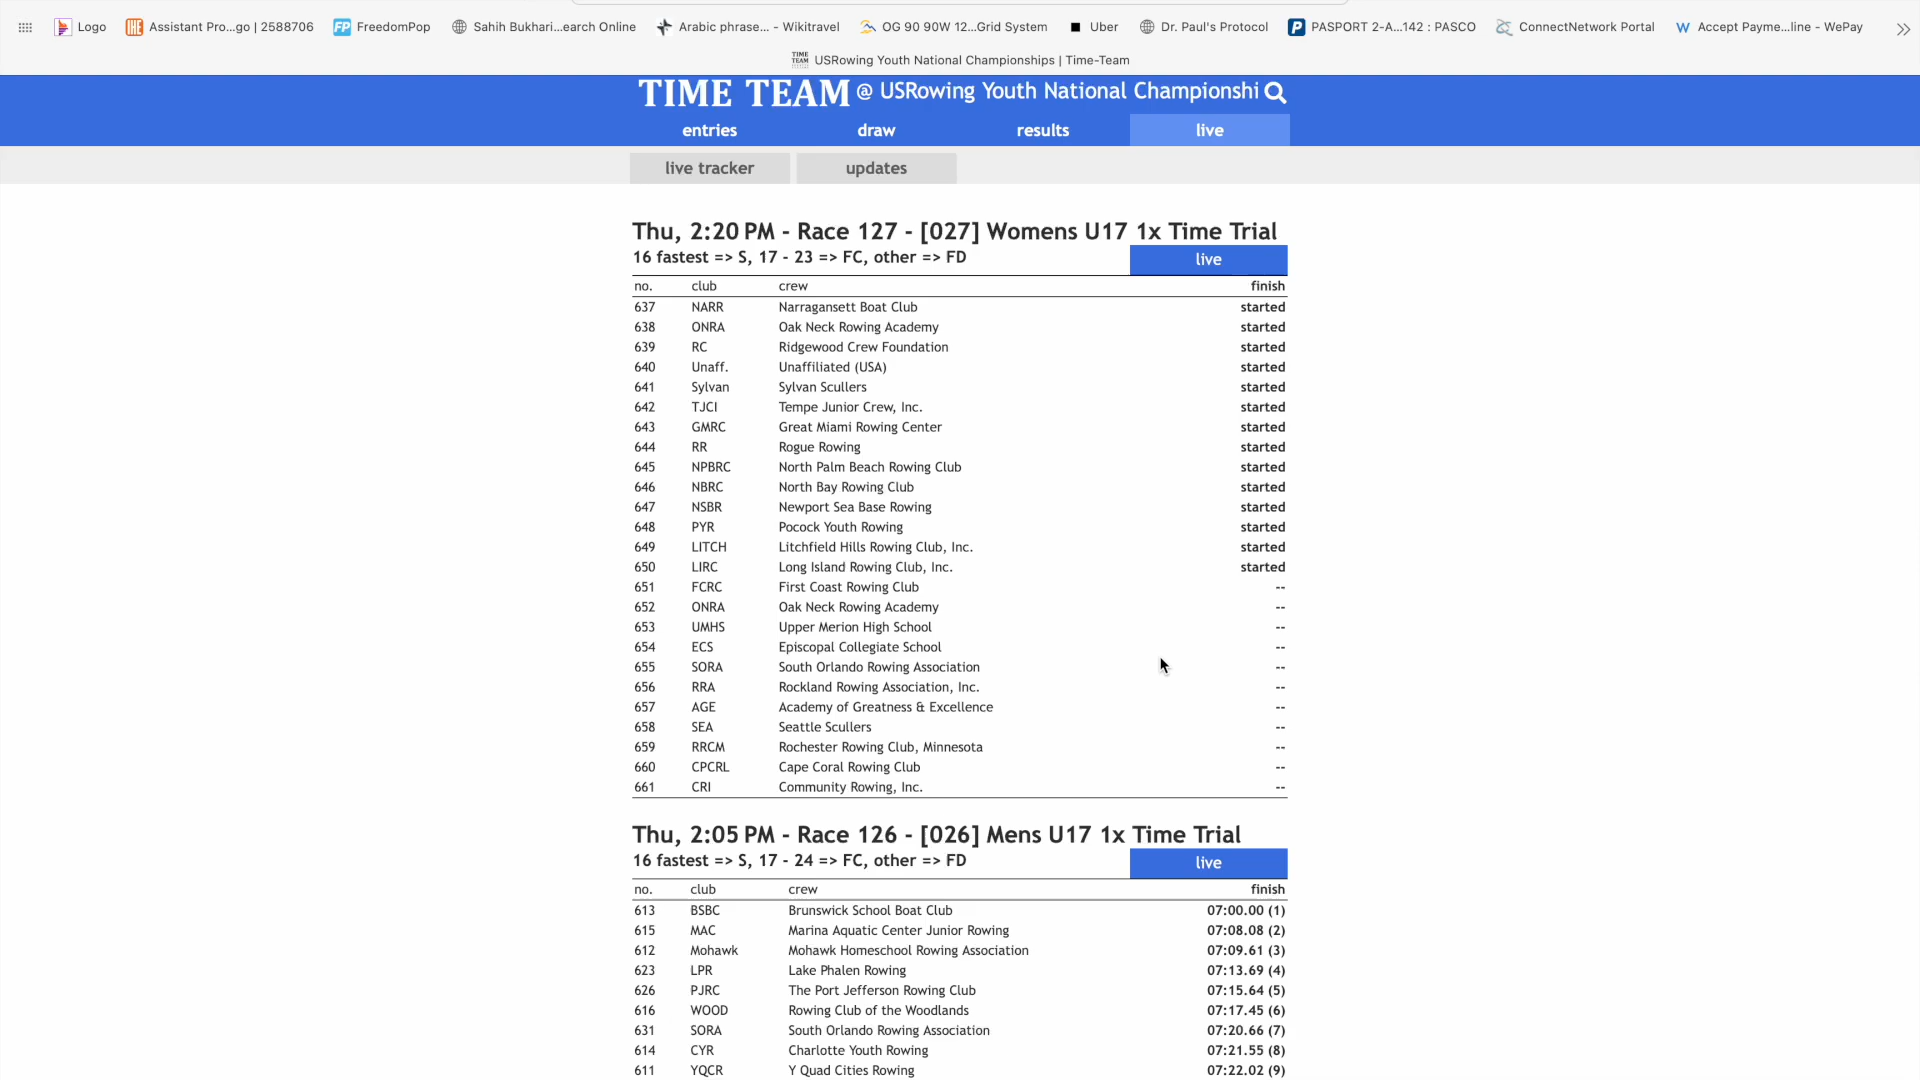 Logo Assistant Pro...go | 2588706 FreedomPop Sahih Bukhari...earch Online Arabic phrase... - Wikitravel OG 90 90W 12...Grid System Uber Dr. Paul's Protocol PASPORT 2-A...142 : PASCO ConnectNetwork Portal Accept Payme...line - WePay
USRowing Youth National Championships | Time-Team
TIME TEAM @ USRowing Youth National Championshi
entries draw results live
live tracker updates
Thu, 2:20 PM - Race 127 - [027] Womens U17 1x Time Trial
16 fastest => S, 17 - 23 => FC, other => FD live
no. club crew finish
637 NARR Narragansett Boat Club started
638 ONRA Oak Neck Rowing Academy started
639 RC Ridgewood Crew Foundation started
640 Unaff. Unaffiliated (USA) started
641 Sylvan Sylvan Scullers started
642 TJCI Tempe Junior Crew, Inc. started
643 GMRC Great Miami Rowing Center started
644 RR Rogue Rowing started
645 NPBRC North Palm Beach Rowing Club started
646 NBRC North Bay Rowing Club started
647 NSBR Newport Sea Base Rowing started
648 PYR Pocock Youth Rowing started
649 LITCH Litchfield Hills Rowing Club, Inc. started
650 LIRC Long Island Rowing Club, Inc. started
651 FCRC First Coast Rowing Club --
652 ONRA Oak Neck Rowing Academy --
653 UMHS Upper Merion High School --
654 ECS Episcopal Collegiate School --
655 SORA South Orlando Rowing Association --
656 RRA Rockland Rowing Association, Inc. --
657 AGE Academy of Greatness & Excellence --
658 SEA Seattle Scullers --
659 RRCM Rochester Rowing Club, Minnesota --
660 CPCRL Cape Coral Rowing Club --
661 CRI Community Rowing, Inc. --
Thu, 2:05 PM - Race 126 - [026] Mens U17 1x Time Trial
16 fastest => S, 17 - 24 => FC, other => FD live
no. club crew finish
613 BSBC Brunswick School Boat Club 07:00.00 (1)
615 MAC Marina Aquatic Center Junior Rowing 07:08.08 (2)
612 Mohawk Mohawk Homeschool Rowing Association 07:09.61 (3)
623 LPR Lake Phalen Rowing 07:13.69 (4)
626 PJRC The Port Jefferson Rowing Club 07:15.64 (5)
616 WOOD Rowing Club of the Woodlands 07:17.45 (6)
631 SORA South Orlando Rowing Association 07:20.66 (7)
614 CYR Charlotte Youth Rowing 07:21.55 (8)
611 YQCR Y Quad Cities Rowing 07:22.02 (9)